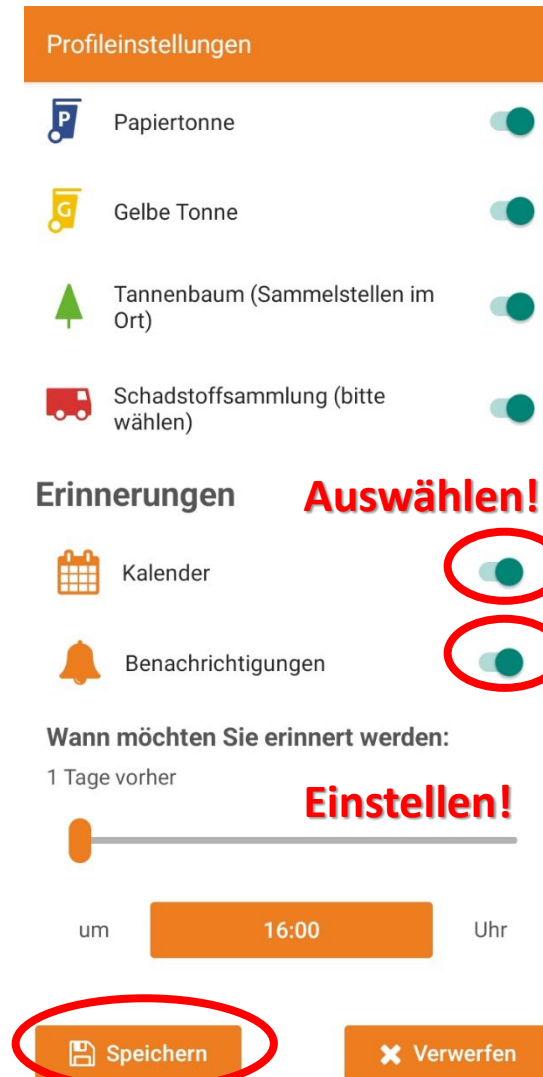 Profileinstellungen
P
Papiertonne
G
Gelbe Tonne
Tannenbaum (Sammelstellen im
Ort)
Schadstoffsammlung (bitte
wählen)
Erinnerungen
Auswählen!
Kalender
Benachrichtigungen
Wann möchten Sie erinnert werden:
1 Tage vorher
Einstellen!
um
16:00
Uhr
Speichern
Verwerfen